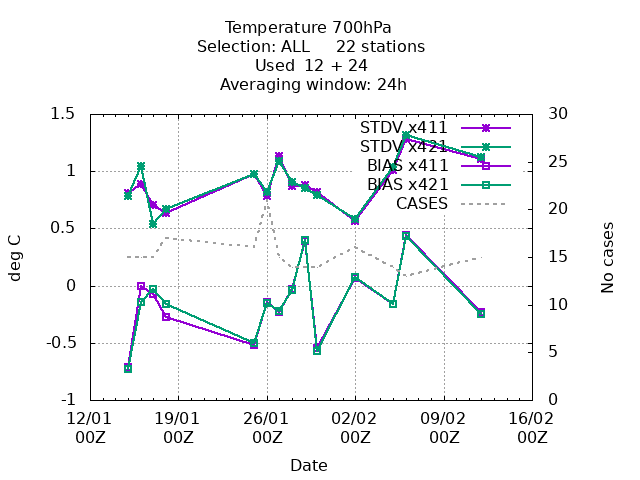 Temperature 700hPa
Selection: ALL     22 stations
Used  12 + 24
Averaging window: 24h
1.5
1
0.5
0
-0.5
-1
deg C
30
25
20
15
10
5
0
No cases
STDV x411
STDV x421
BIAS x411
BIAS x421
CASES
12/01 19/01 26/01 02/02 09/02 16/02
00Z 00Z 00Z 00Z 00Z 00Z
Date